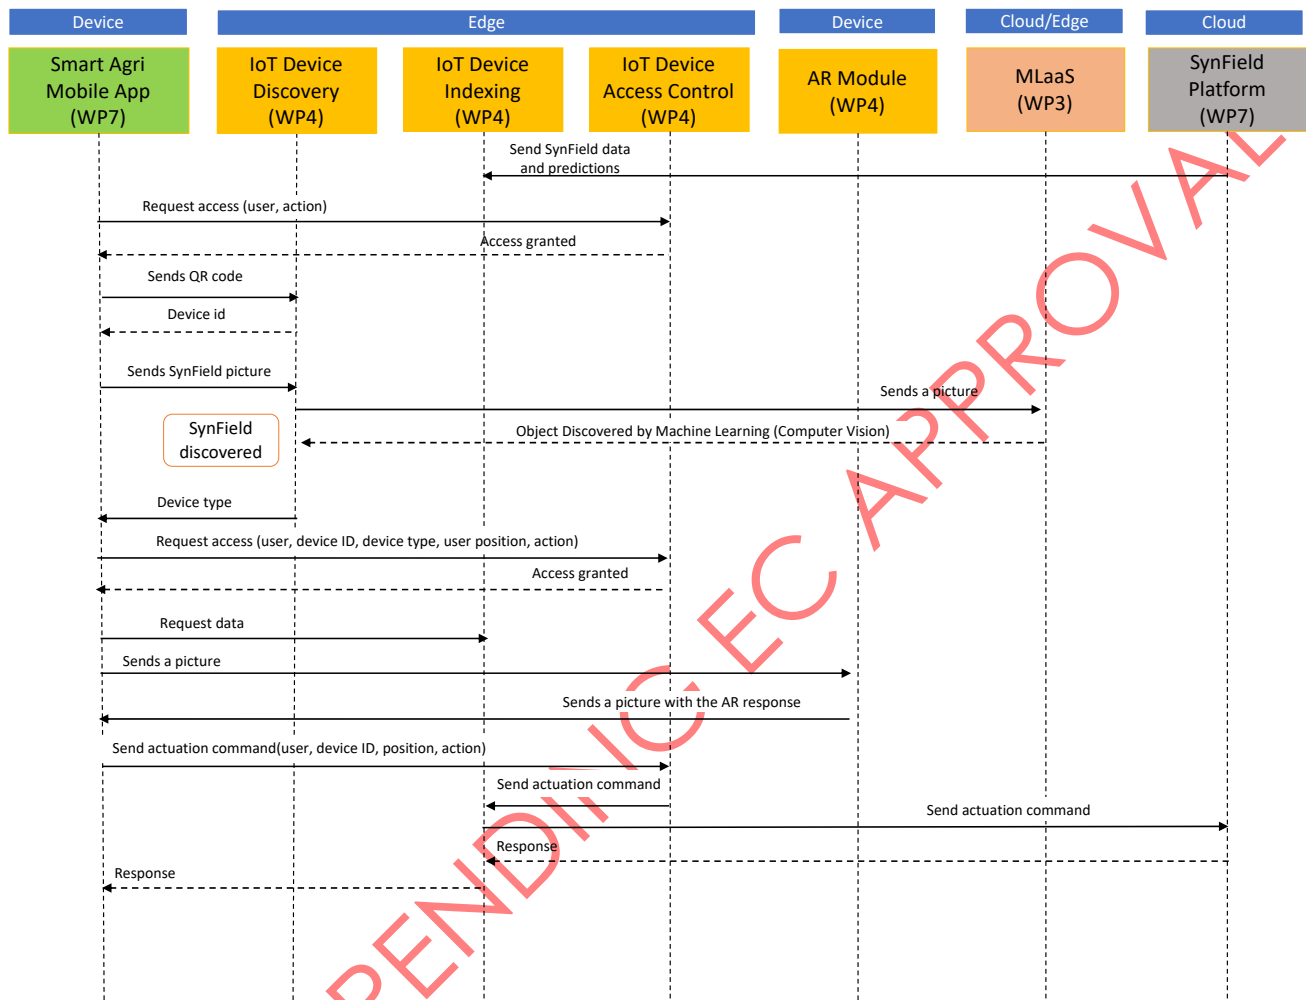 Device
Edge
Device
Cloud/Edge
Cloud
Smart Agri
Mobile App
(WP7)
IoT Device
Discovery
(WP4)
IoT Device
Indexing
(WP4)
IoT Device
Access Control
(WP4)
AR Module
(WP4)
MLaaS
(WP3)
SynField
Platform
(WP7)
Send SynField data
and predictions
Request access (user, action)
Access granted
Sends QR code
Device id
Sends SynField picture
Sends a picture
SynField
discovered
Object Discovered by Machine Learning (Computer Vision)
Device type
Request access (user, device ID, device type, user position, action)
Access granted
Request data
Sends a picture
Sends a picture with the AR response
Send actuation command(user, device ID, position, action)
Send actuation command
Send actuation command
Response
Response
PENDING EC APPROVAL